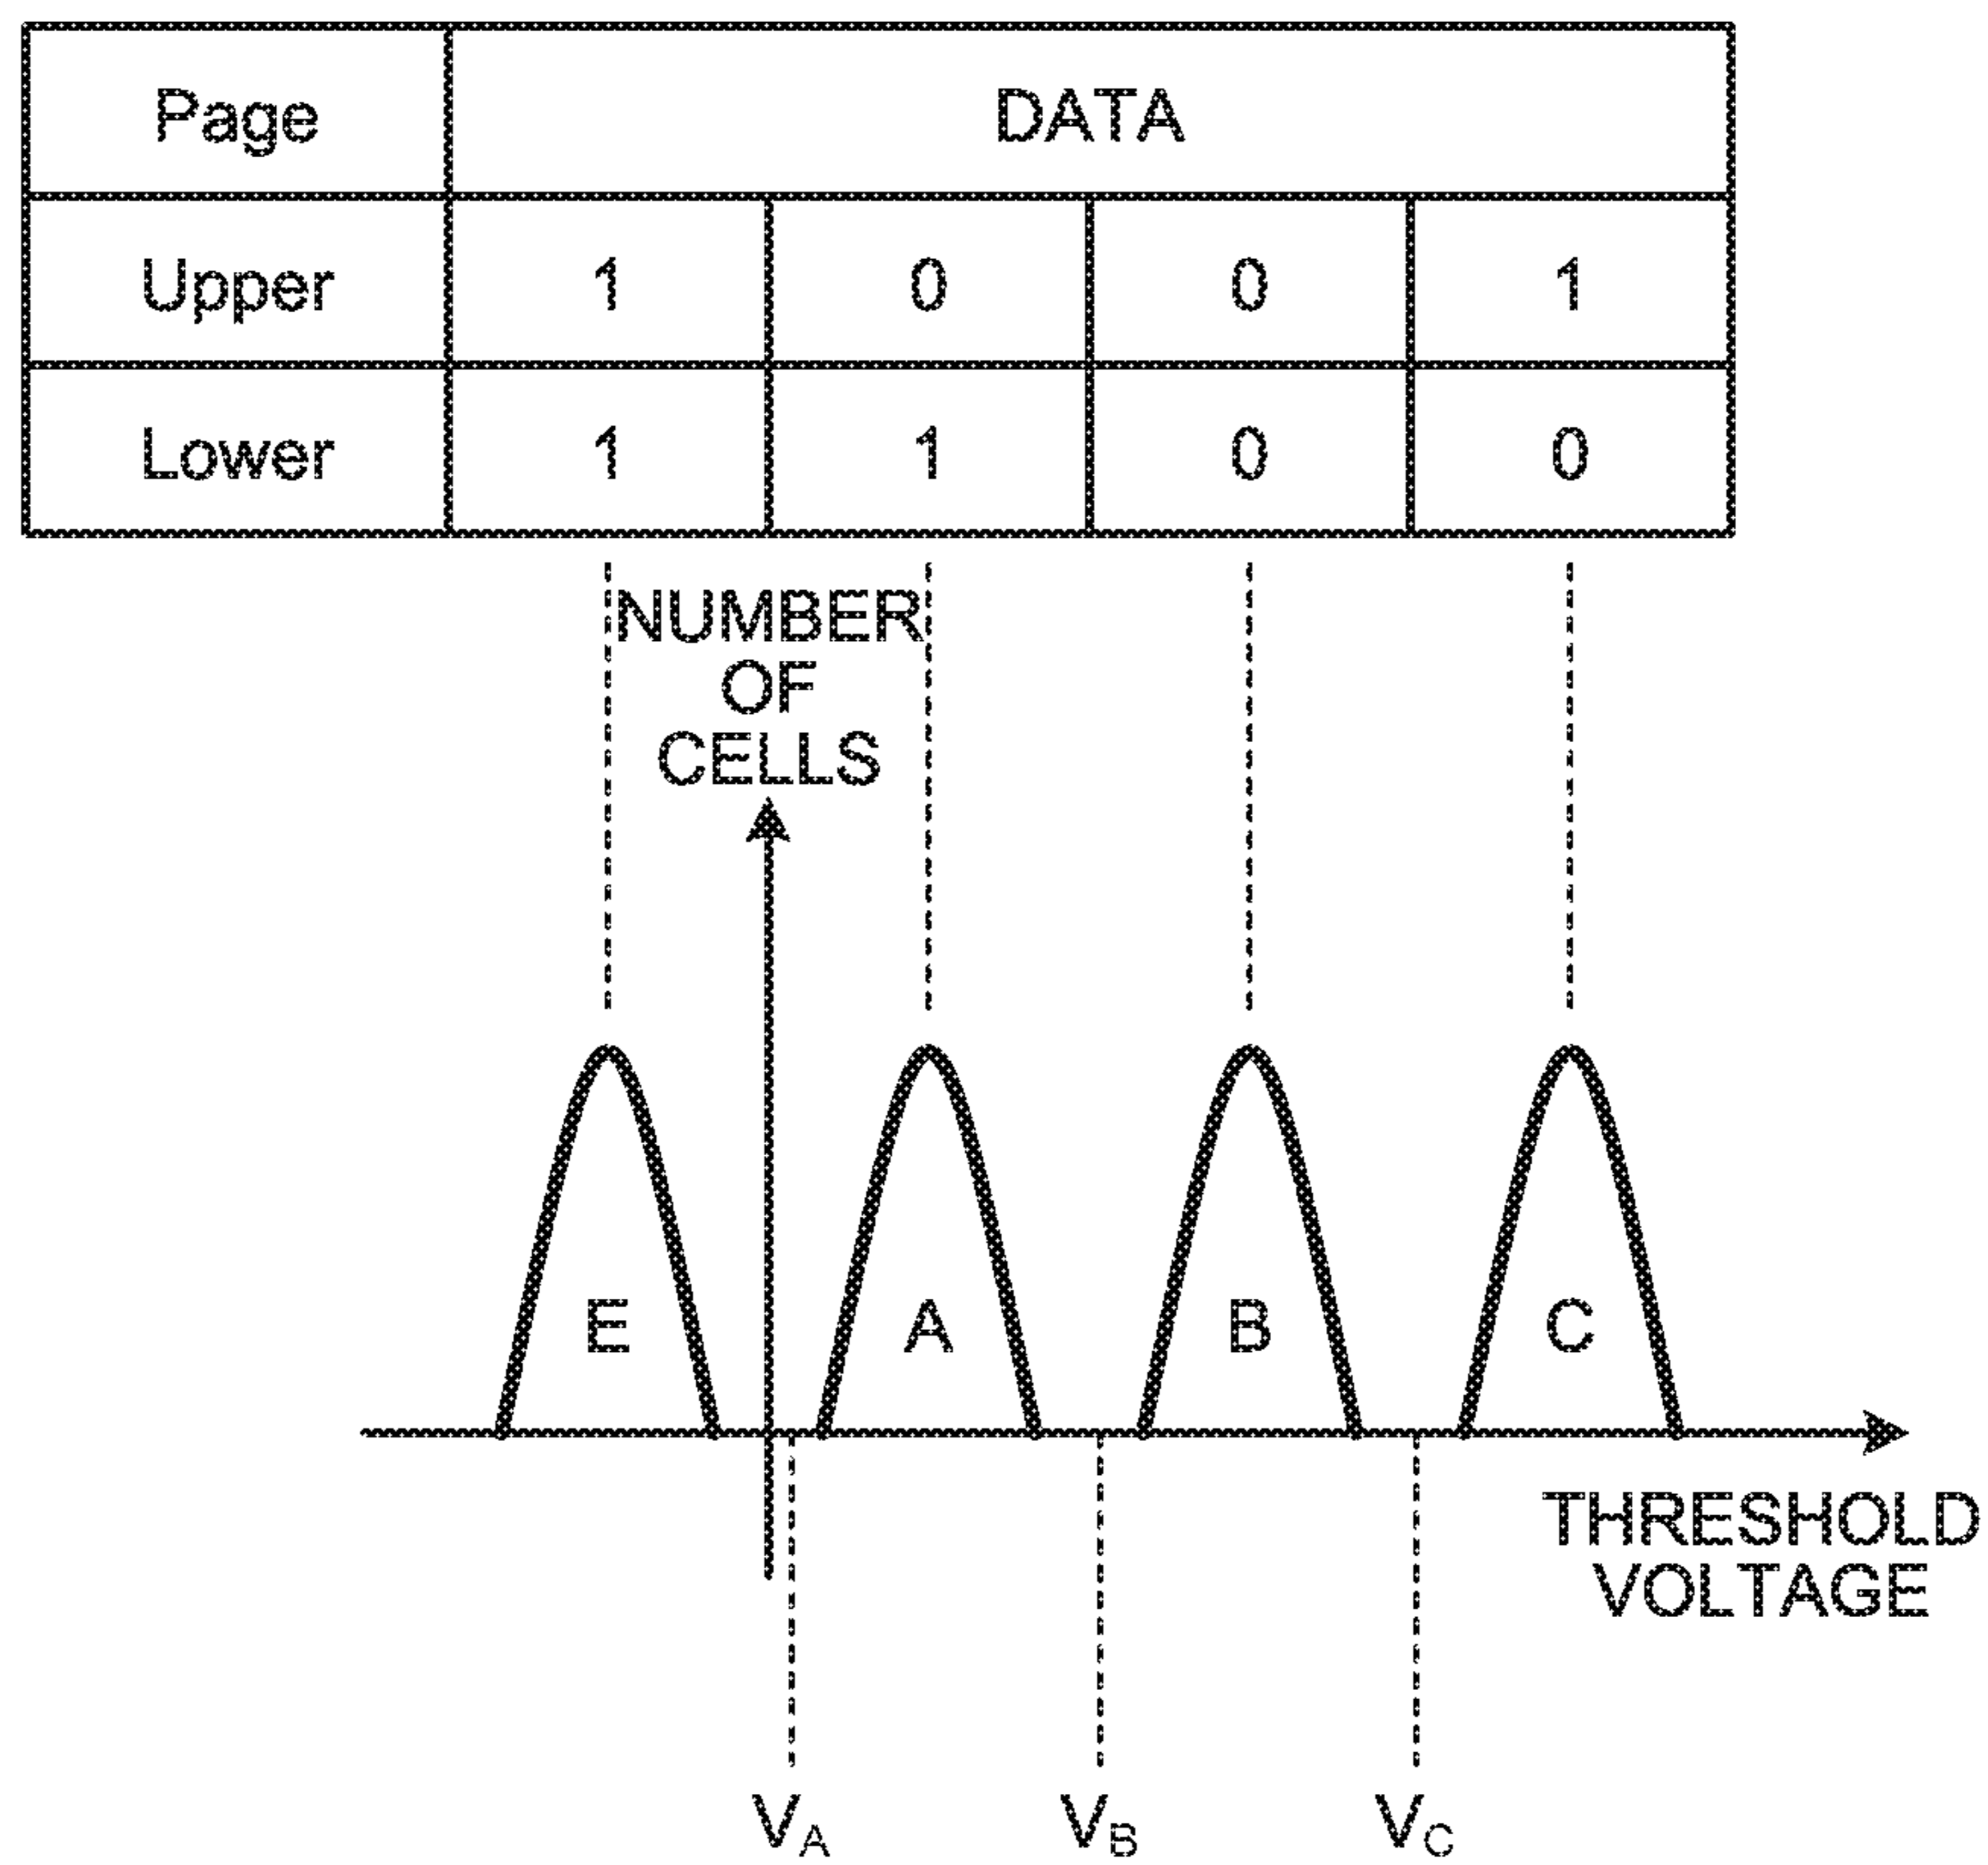 Page DATA
Upper 1 0 0 1
Lower 1 1 0 0
NUMBER
OF
CELLS
E A B C
THRESHOLD
VOLTAGE
VA VB VC